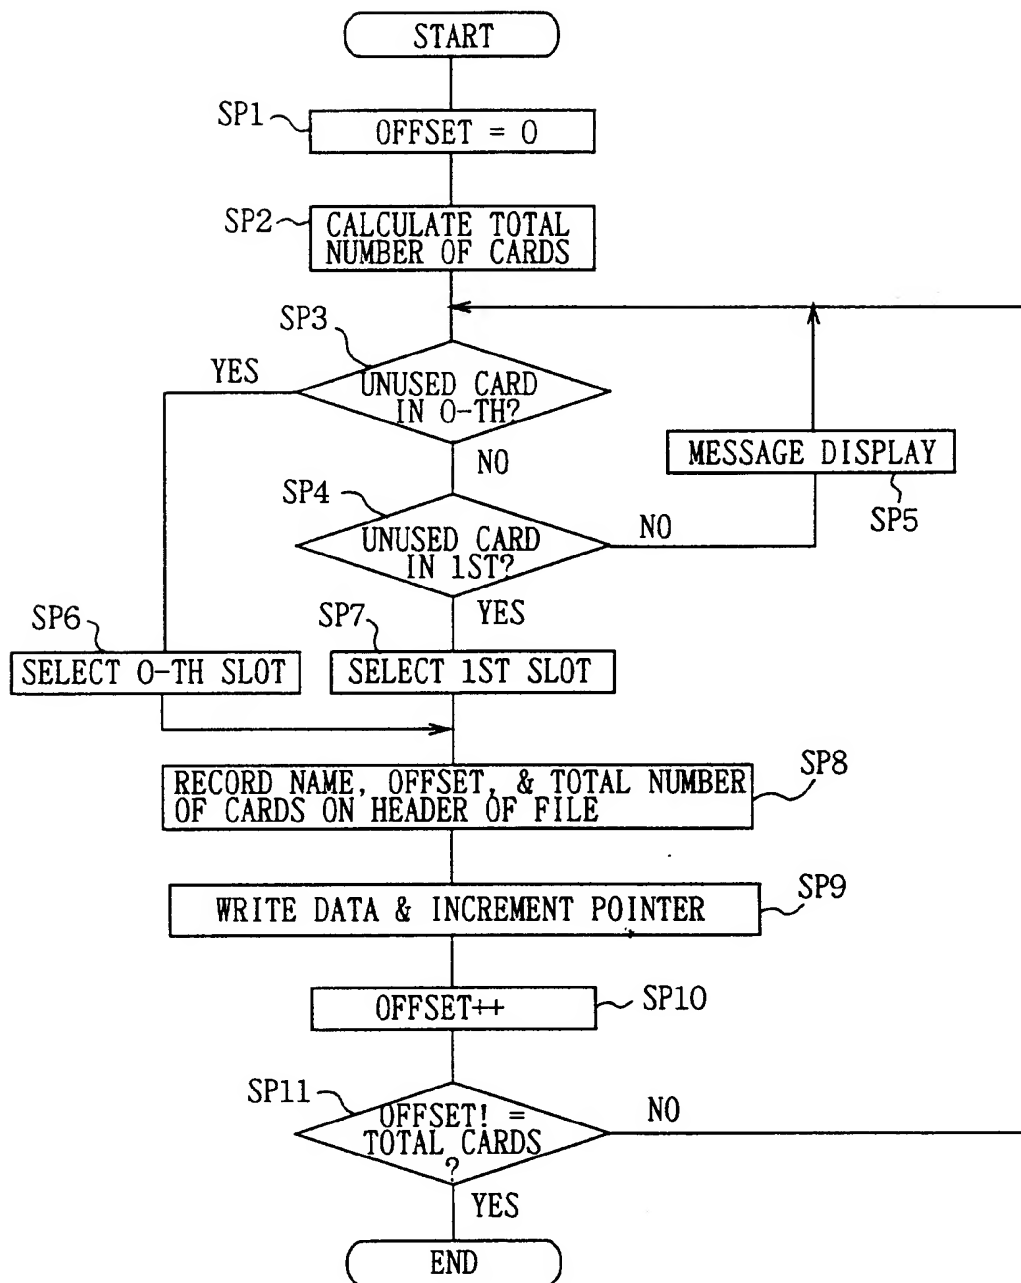 START
SP1
OFFSET = 0
SP2
CALCULATE TOTAL
NUMBER OF CARDS
SP3
YES
UNUSED CARD
IN 0-TH?
NO
MESSAGE DISPLAY
SP5
SP4
UNUSED CARD
IN 1ST?
NO
YES
SP6
SP7
SELECT 0-TH SLOT
SELECT 1ST SLOT
SP8
RECORD NAME, OFFSET, & TOTAL NUMBER
OF CARDS ON HEADER OF FILE
SP9
WRITE DATA & INCREMENT POINTER
OFFSET++
SP10
SP11
OFFSET! =
TOTAL CARDS
?
NO
YES
END